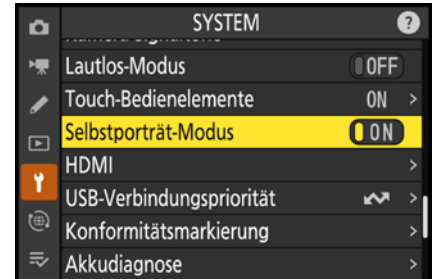 SYSTEM ?
Lautlos-Modus OFF
Touch-Bedienelemente ON >
Selbstporträt-Modus ON
HDMI >
USB-Verbindungspriorität >
Konformitätsmarkierung >
Akkudiagnose >